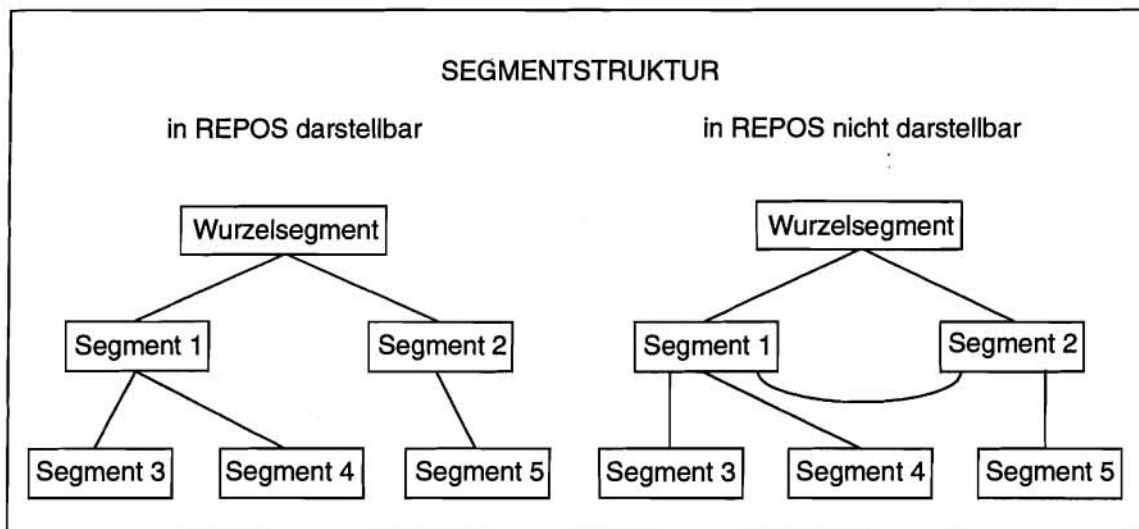 SEGMENTSTRUKTUR
in REPOS darstellbar
in REPOS nicht darstellbar
Wurzelsegment
Wurzelsegment
Segment 1
Segment 2
Segment 1
Segment 2
Segment 3
Segment 4
Segment 5
Segment 3
Segment 4
Segment 5